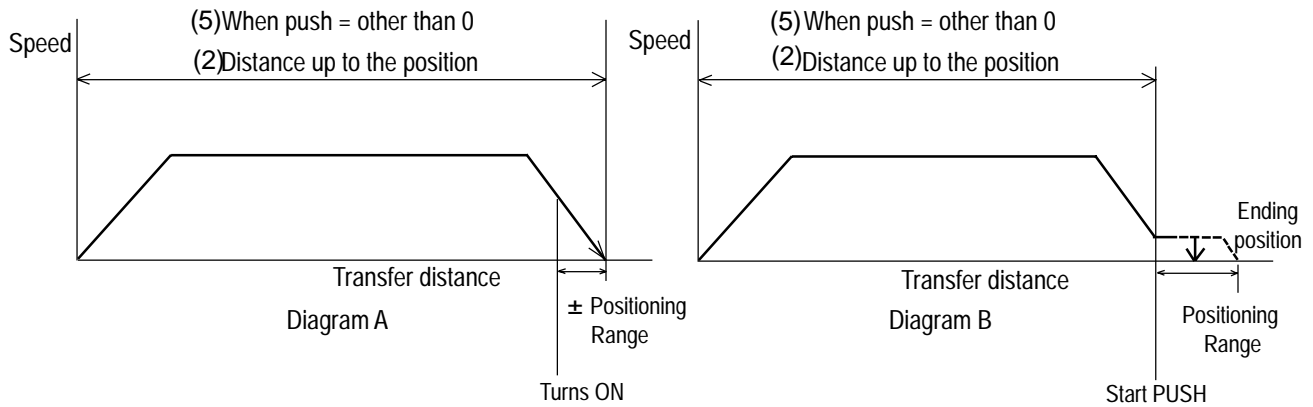 (5)When push = other than 0
Speed
(2)Distance up to the position
Transfer distance
± Positioning
Range
Diagram A
Turns ON
(5)When push = other than 0
Speed
(2)Distance up to the position
Ending
position
Transfer distance
Diagram B
Positioning
Range
Start PUSH